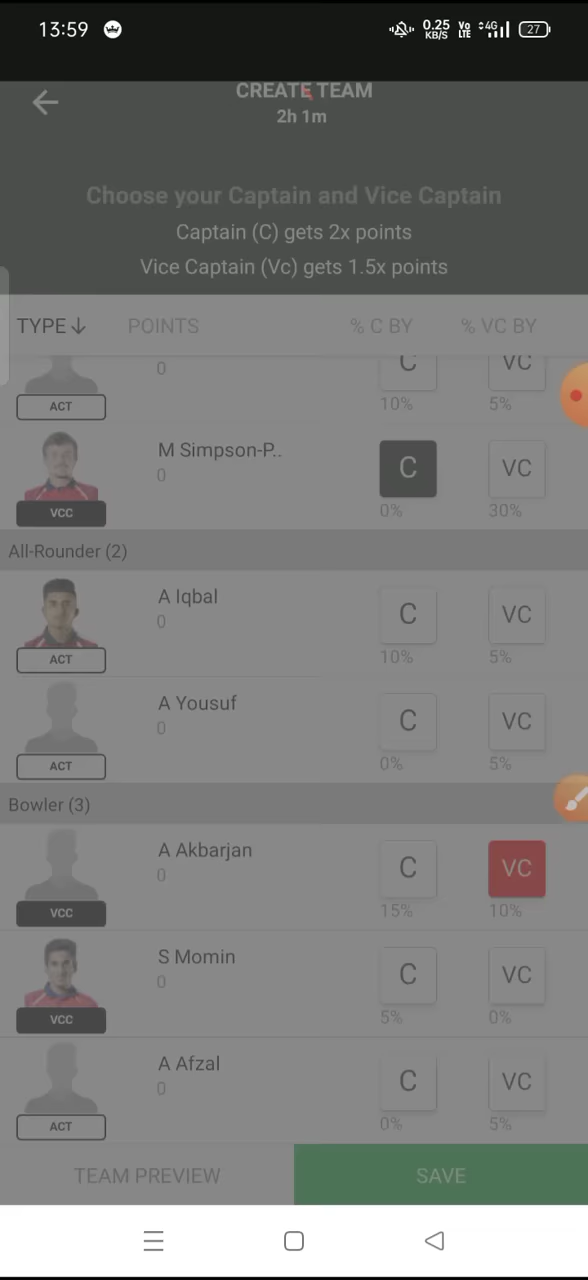 13:59
0.25 KB/S Vo LTE 4G 27
CREATE TEAM
2h 1m
Choose your Captain and Vice Captain
Captain (C) gets 2x points
Vice Captain (Vc) gets 1.5x points
TYPE↓ POINTS % C BY % VC BY
0 C VC
ACT 10% 5%
M Simpson-P..
0 C VC
VCC 0% 30%
All-Rounder (2)
A Iqbal
0 C VC
ACT 10% 5%
A Yousuf
0 C VC
ACT 0% 5%
Bowler (3)
A Akbarjan
0 C VC
VCC 15% 10%
S Momin
0 C VC
VCC 5% 0%
A Afzal
0 C VC
ACT 0% 5%
TEAM PREVIEW SAVE